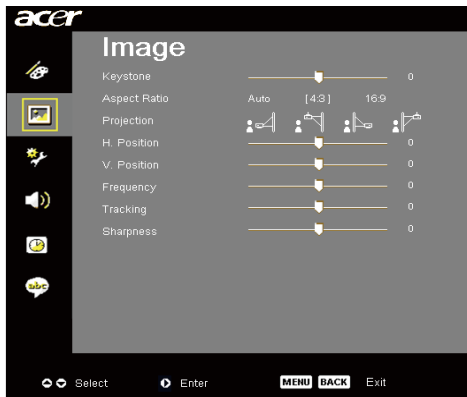 acer
Image
Keystone 0
Aspect Ratio Auto [4:3] 16:9
Projection
H. Position 0
V. Position 0
Frequency 0
Tracking 0
Sharpness 0
abc
Select Enter MENU BACK Exit